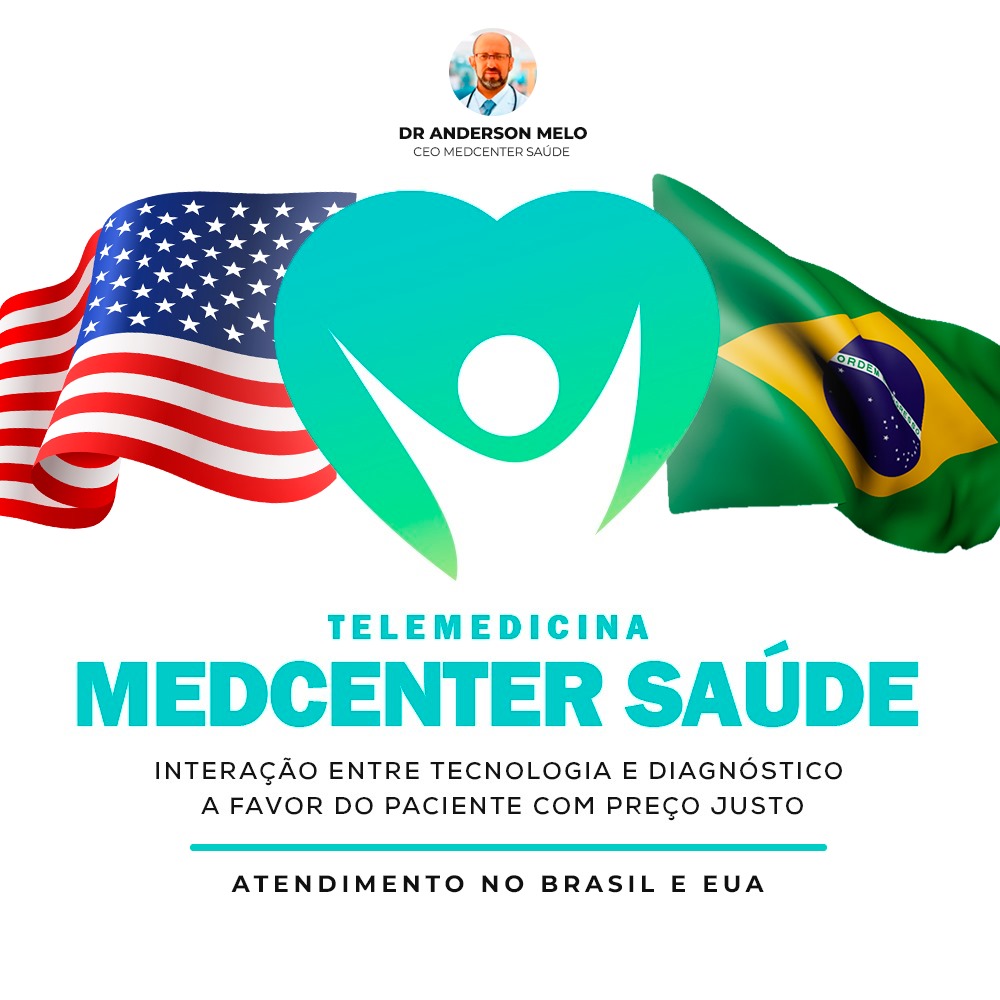 DR ANDERSON MELO
CEO MEDCENTER SAÚDE
ORDEM
TELEMEDICINA
MEDCENTER SAÚDE
INTERAÇÃO ENTRE TECNOLOGIA E DIAGNÓSTICO
A FAVOR DO PACIENTE COM PREÇO JUSTO
ATENDIMENTO NO BRASIL E EUA